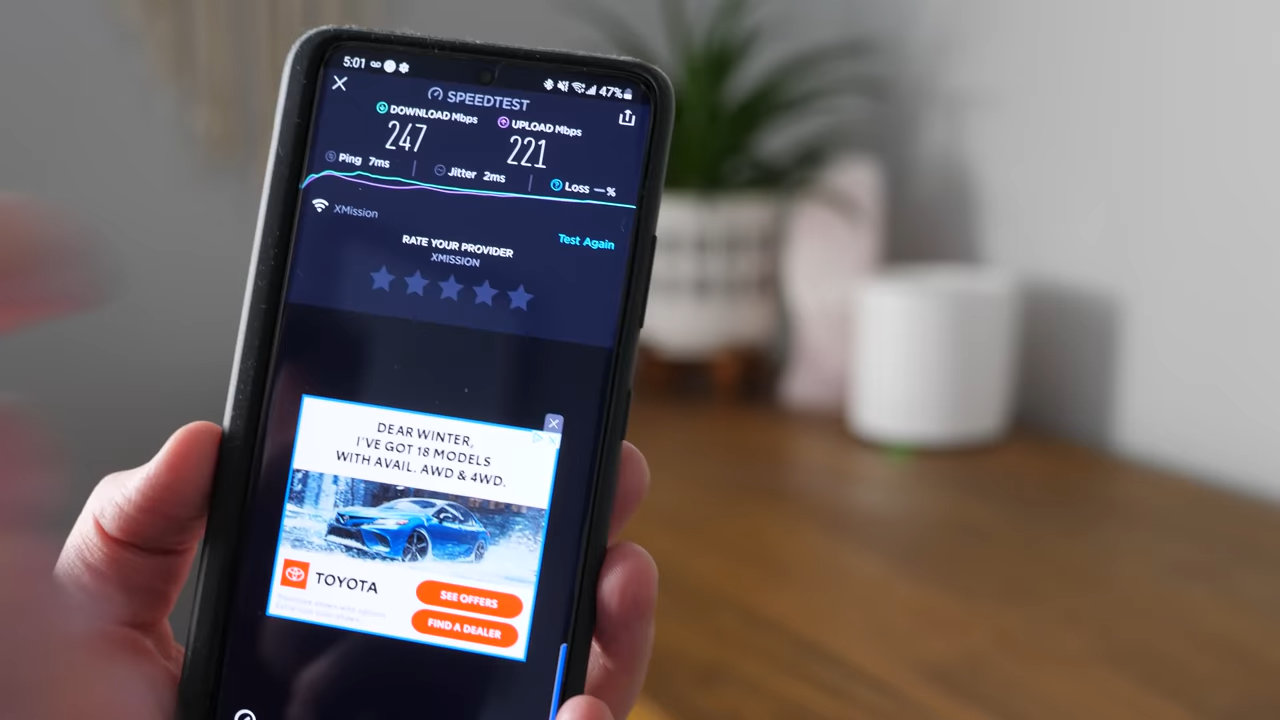 5:01
47%
SPEEDTEST
DOWNLOAD Mbps
UPLOAD Mbps
247
221
Ping 7ms
Jitter 2ms
Loss —%
XMission
Test Again
RATE YOUR PROVIDER
XMISSION
DEAR WINTER,
I'VE GOT 18 MODELS
WITH AVAIL. AWD & 4WD.
TOYOTA
SEE OFFERS
FIND A DEALER